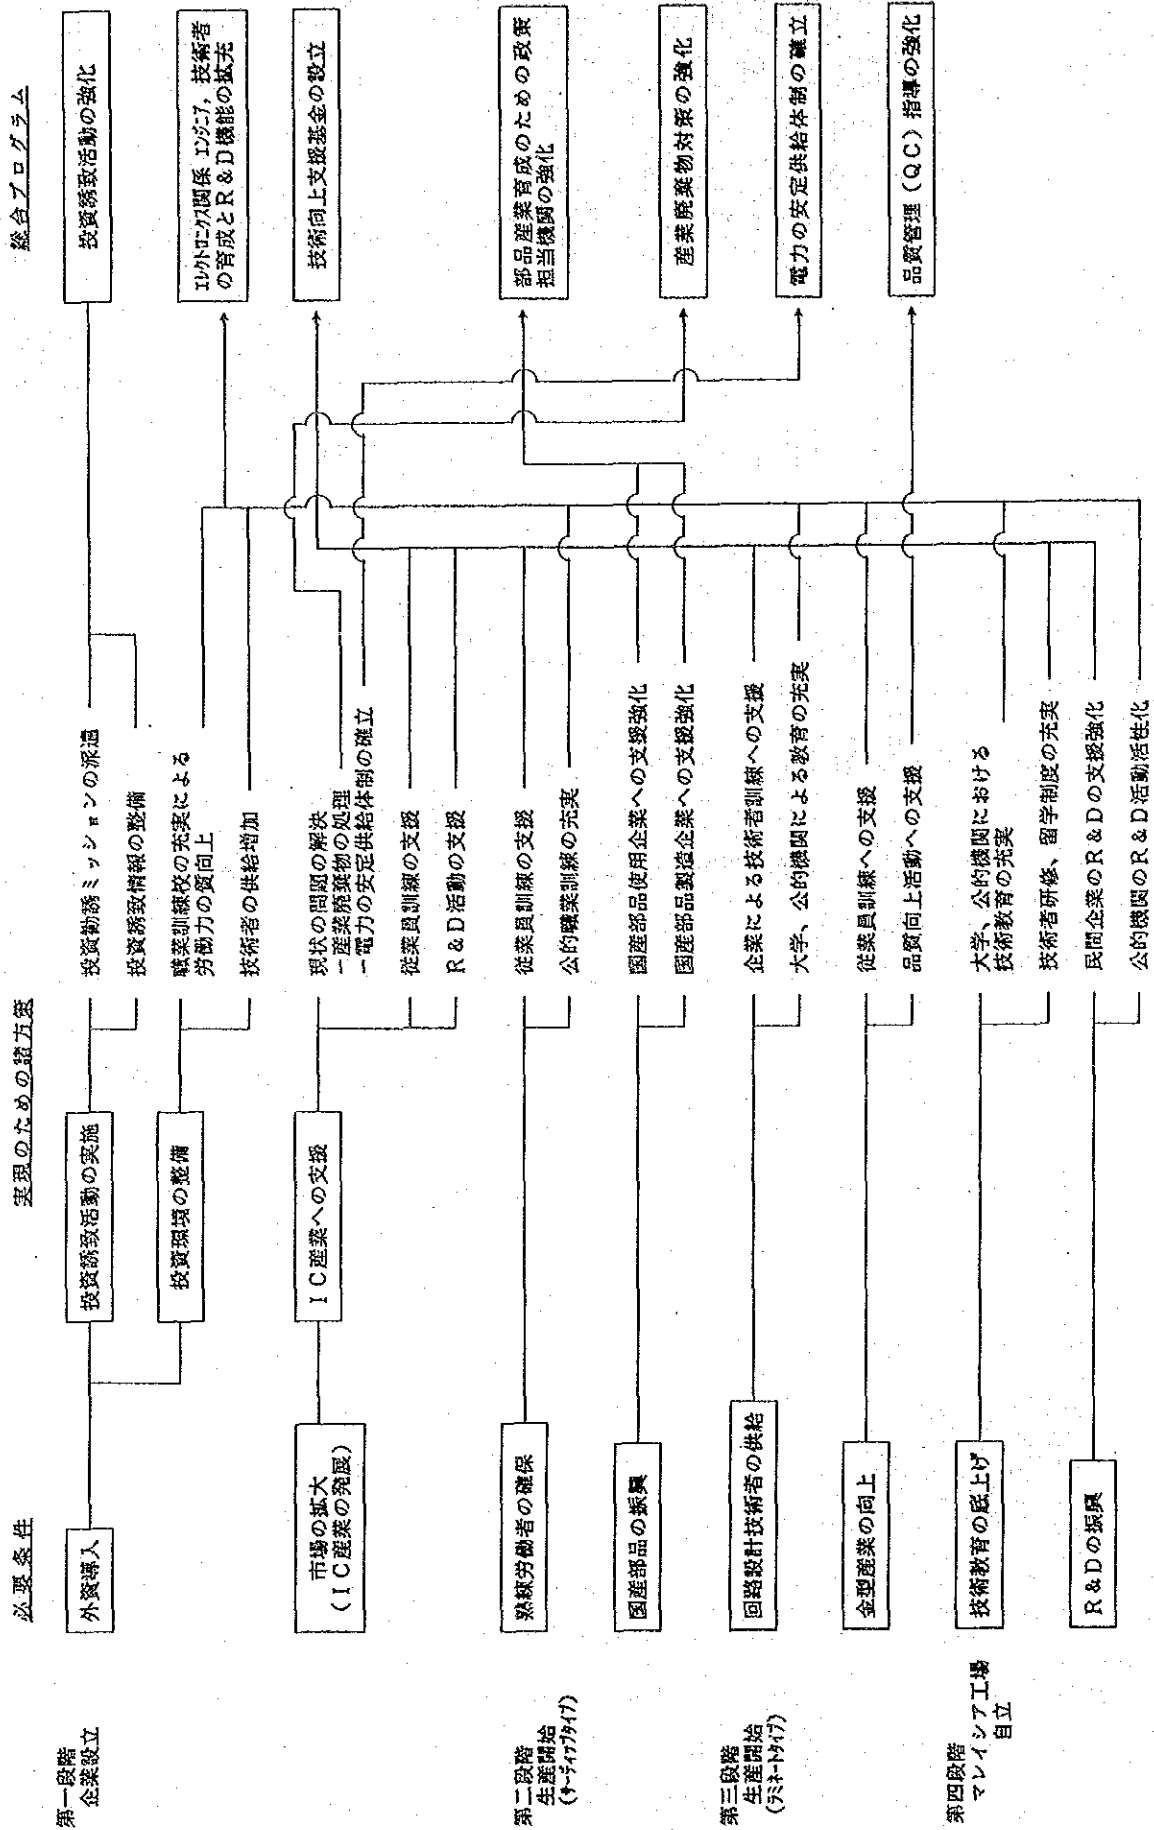 必要条件
実現のための諸方策
総合プログラム
第一段階
企業設立
外資導入
投資誘致活動の実施
投資勧誘ミッションの派遣
投資誘致情報の整備
投資誘致活動の強化
投資環境の整備
職業訓練校の充実による
労働力の質向上
技術者の供給増加
エレクトロニクス関係 エンジニア, 技術者
の育成とR&D機能の拡充
市場の拡大
(IC産業の発展)
IC産業への支援
現状の問題の解決
-産業廃棄物の処理
-電力の安定供給体制の確立
従業員訓練の支援
R&D活動の支援
技術向上支援基金の設立
第二段階
生産開始
(サーディップタイプ)
熟練労働者の確保
従業員訓練の支援
公的職業訓練の充実
部品産業育成のための政策
担当機関の強化
国産部品の振興
国産部品使用企業への支援強化
国産部品製造企業への支援強化
産業廃棄物対策の強化
第三段階
生産開始
(ラミネートタイプ)
回路設計技術者の供給
企業による技術者訓練への支援
大学、公的機関による教育の充実
電力の安定供給体制の確立
金型産業の向上
従業員訓練への支援
品質向上活動への支援
品質管理(QC)指導の強化
第四段階
マレイシア工場
自立
技術教育の底上げ
大学、公的機関における
技術教育の充実
技術者研修、留学制度の充実
R&Dの振興
民間企業のR&Dの支援強化
公的機関のR&D活動活性化